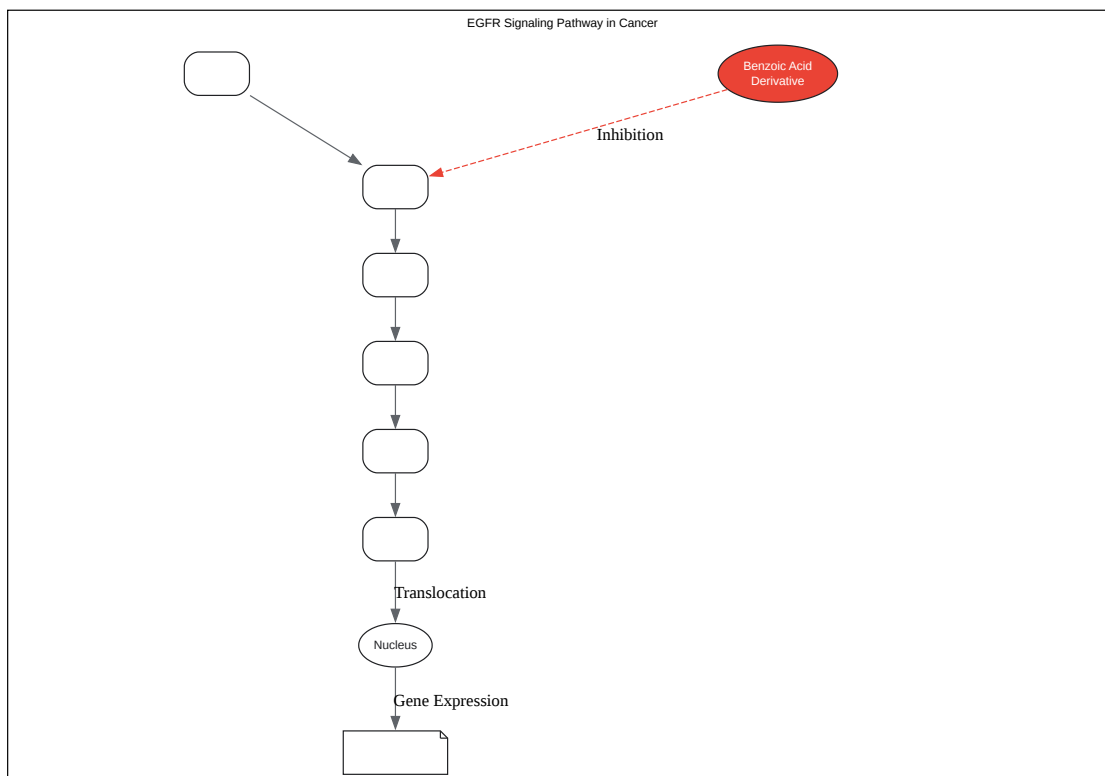 EGFR Signaling Pathway in Cancer
Benzoic Acid
Derivative
Inhibition
Translocation
Nucleus
Gene Expression